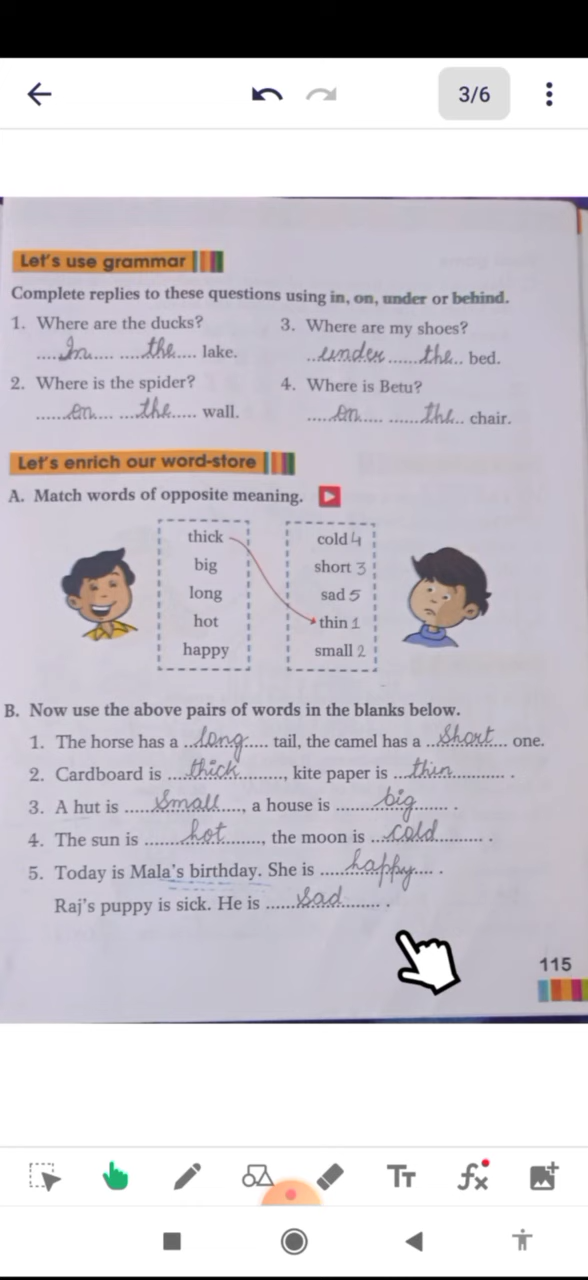 3/6
Let's use grammar
Complete replies to these questions using in, on, under or behind.
1. Where are the ducks?
.....In..... .....the..... lake.
2. Where is the spider?
......on.... ...the...... wall.
3. Where are my shoes?
..under......the.. bed.
4. Where is Betu?
.....on..... .......the.. chair.
Let's enrich our word-store
A. Match words of opposite meaning.
thick
big
long
hot
happy
cold 4
short 3
sad 5
thin 1
small 2
B. Now use the above pairs of words in the blanks below.
1. The horse has a ..long.... tail, the camel has a ..short... one.
2. Cardboard is ....thick........., kite paper is ...thin............ .
3. A hut is .....small...., a house is ........big...... .
4. The sun is ........hot........, the moon is ..cold......... .
5. Today is Mala's birthday. She is .....happy.... .
Raj's puppy is sick. He is ......sad........ .
115
TT
fx